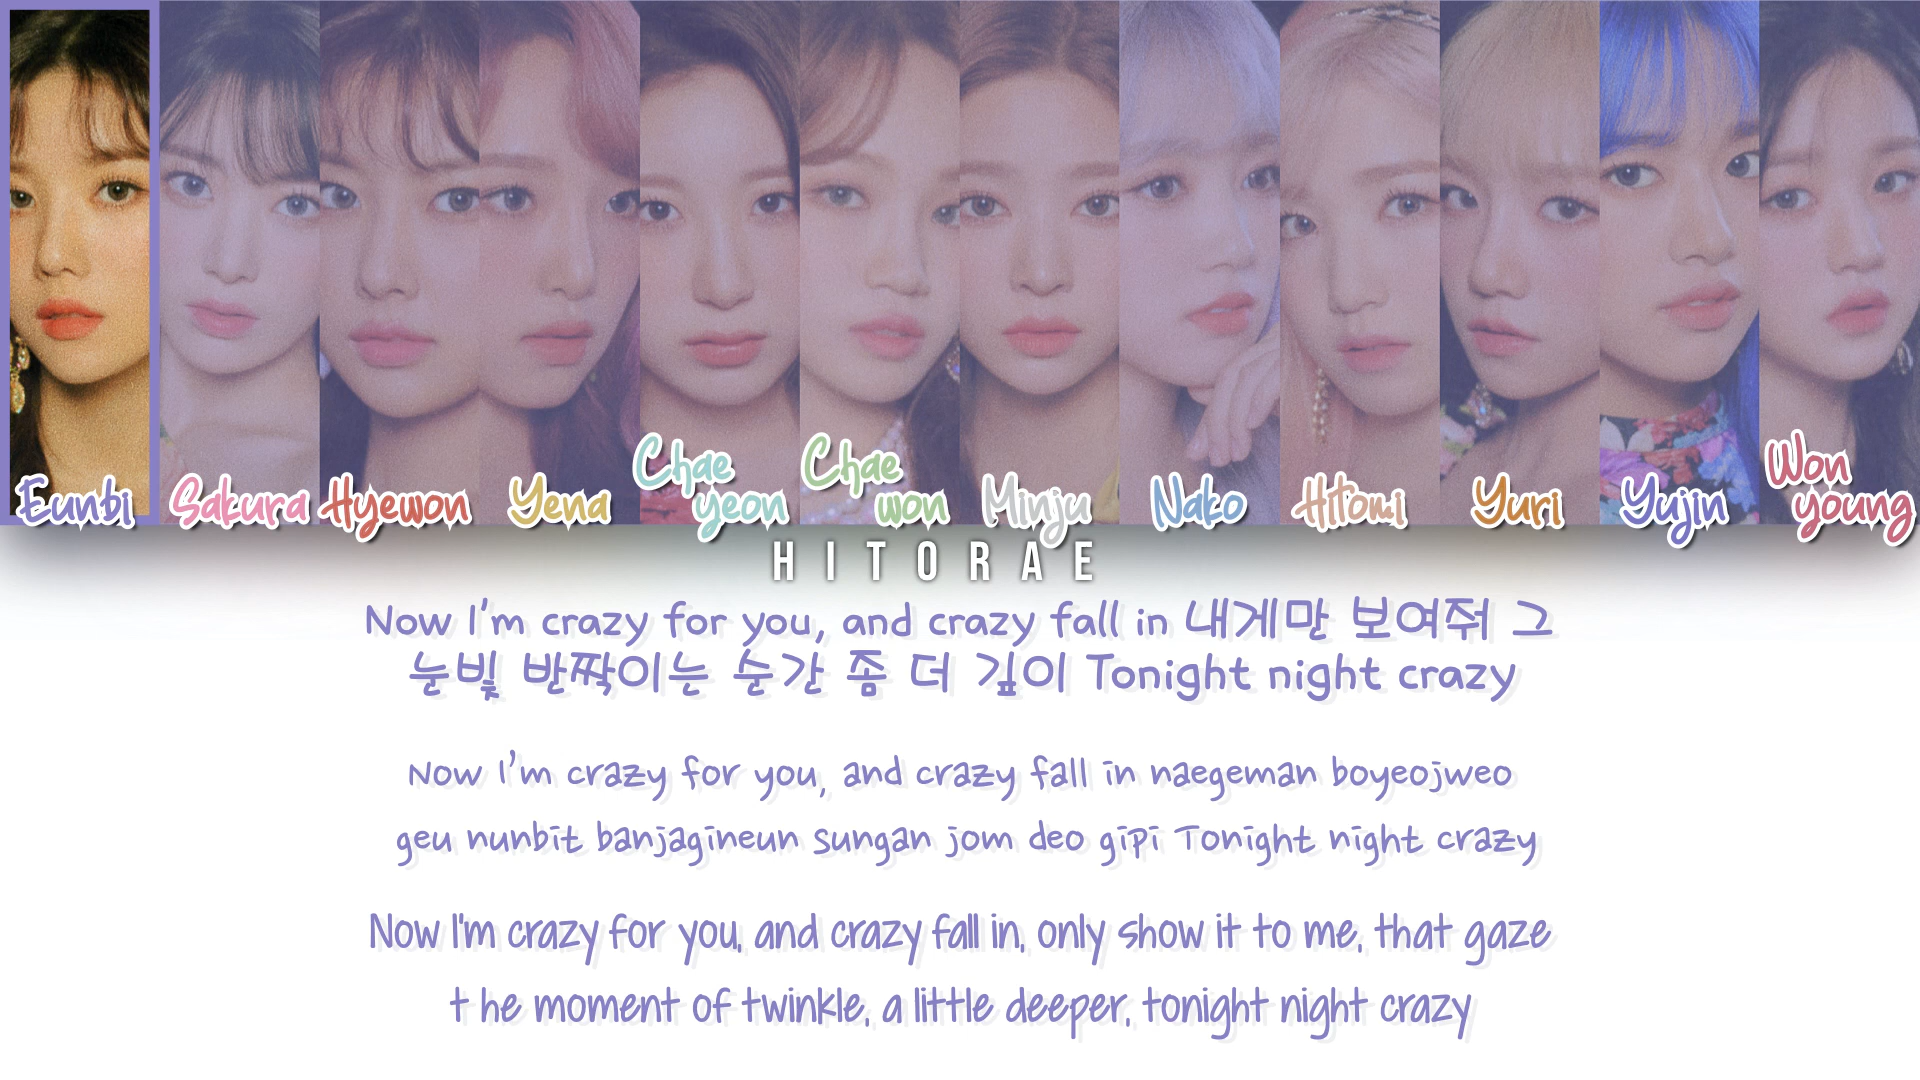 Eunbi
Sakura
Hyewon
Yena
Chae
yeon
Chae
won
Minju
Nako
Hitomi
Yuri
Yujin
Won
young
HITORAE
Now I'm crazy for you, and crazy fall in 내게만 보여줘 그
눈빛 반짝이는 순간 좀 더 깊이 Tonight night crazy
Now I'm crazy for you, and crazy fall in naegeman boyeojweo
geu nunbit banjagineun sungan jom deo gipi Tonight night crazy
Now I'm crazy for you, and crazy fall in, only show it to me, that gaze
t he moment of twinkle, a little deeper, tonight night crazy